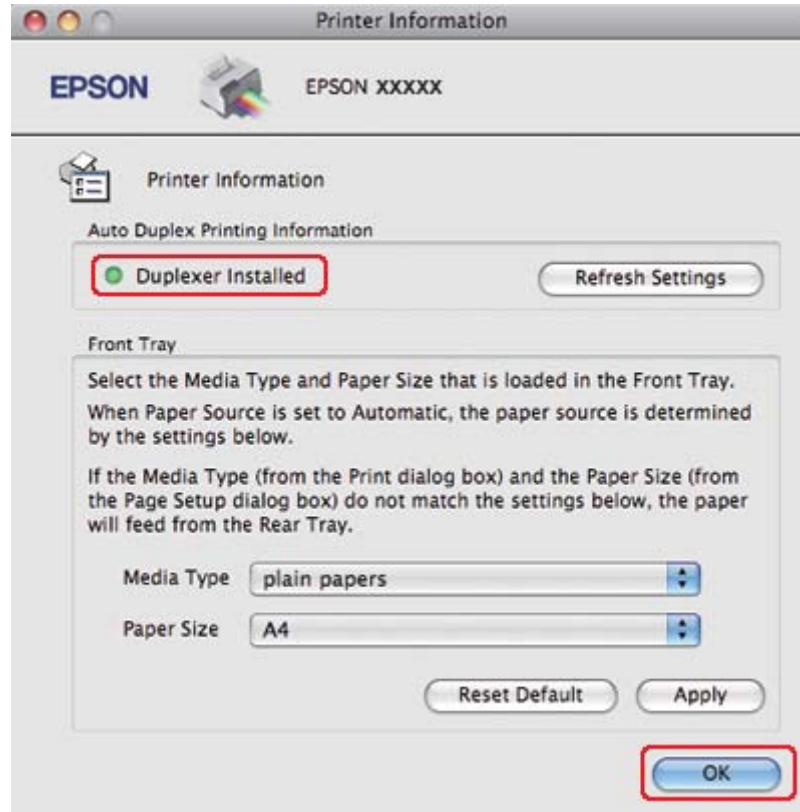 Printer Information
EPSON
EPSON XXXXX
Printer Information
Auto Duplex Printing Information
Duplexer Installed
Refresh Settings
Front Tray
Select the Media Type and Paper Size that is loaded in the Front Tray.
When Paper Source is set to Automatic, the paper source is determined
by the settings below.
If the Media Type (from the Print dialog box) and the Paper Size (from
the Page Setup dialog box) do not match the settings below, the paper
will feed from the Rear Tray.
Media Type plain papers
Paper Size A4
Reset Default Apply
OK